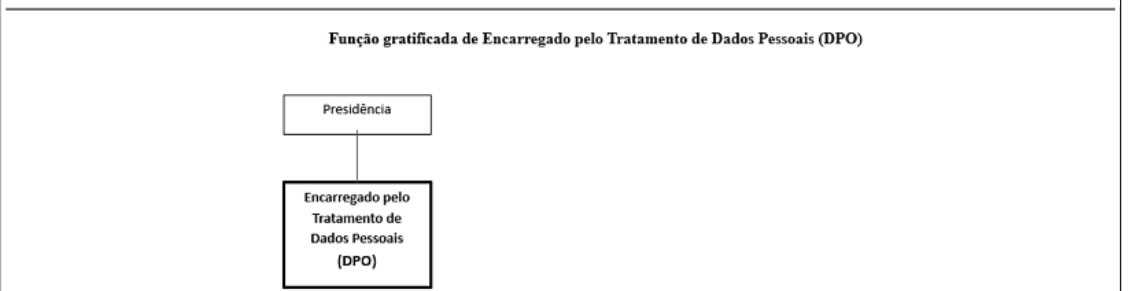 Função gratificada de Encarregado pelo Tratamento de Dados Pessoais (DPO)
Presidência
Encarregado pelo
Tratamento de
Dados Pessoais
(DPO)